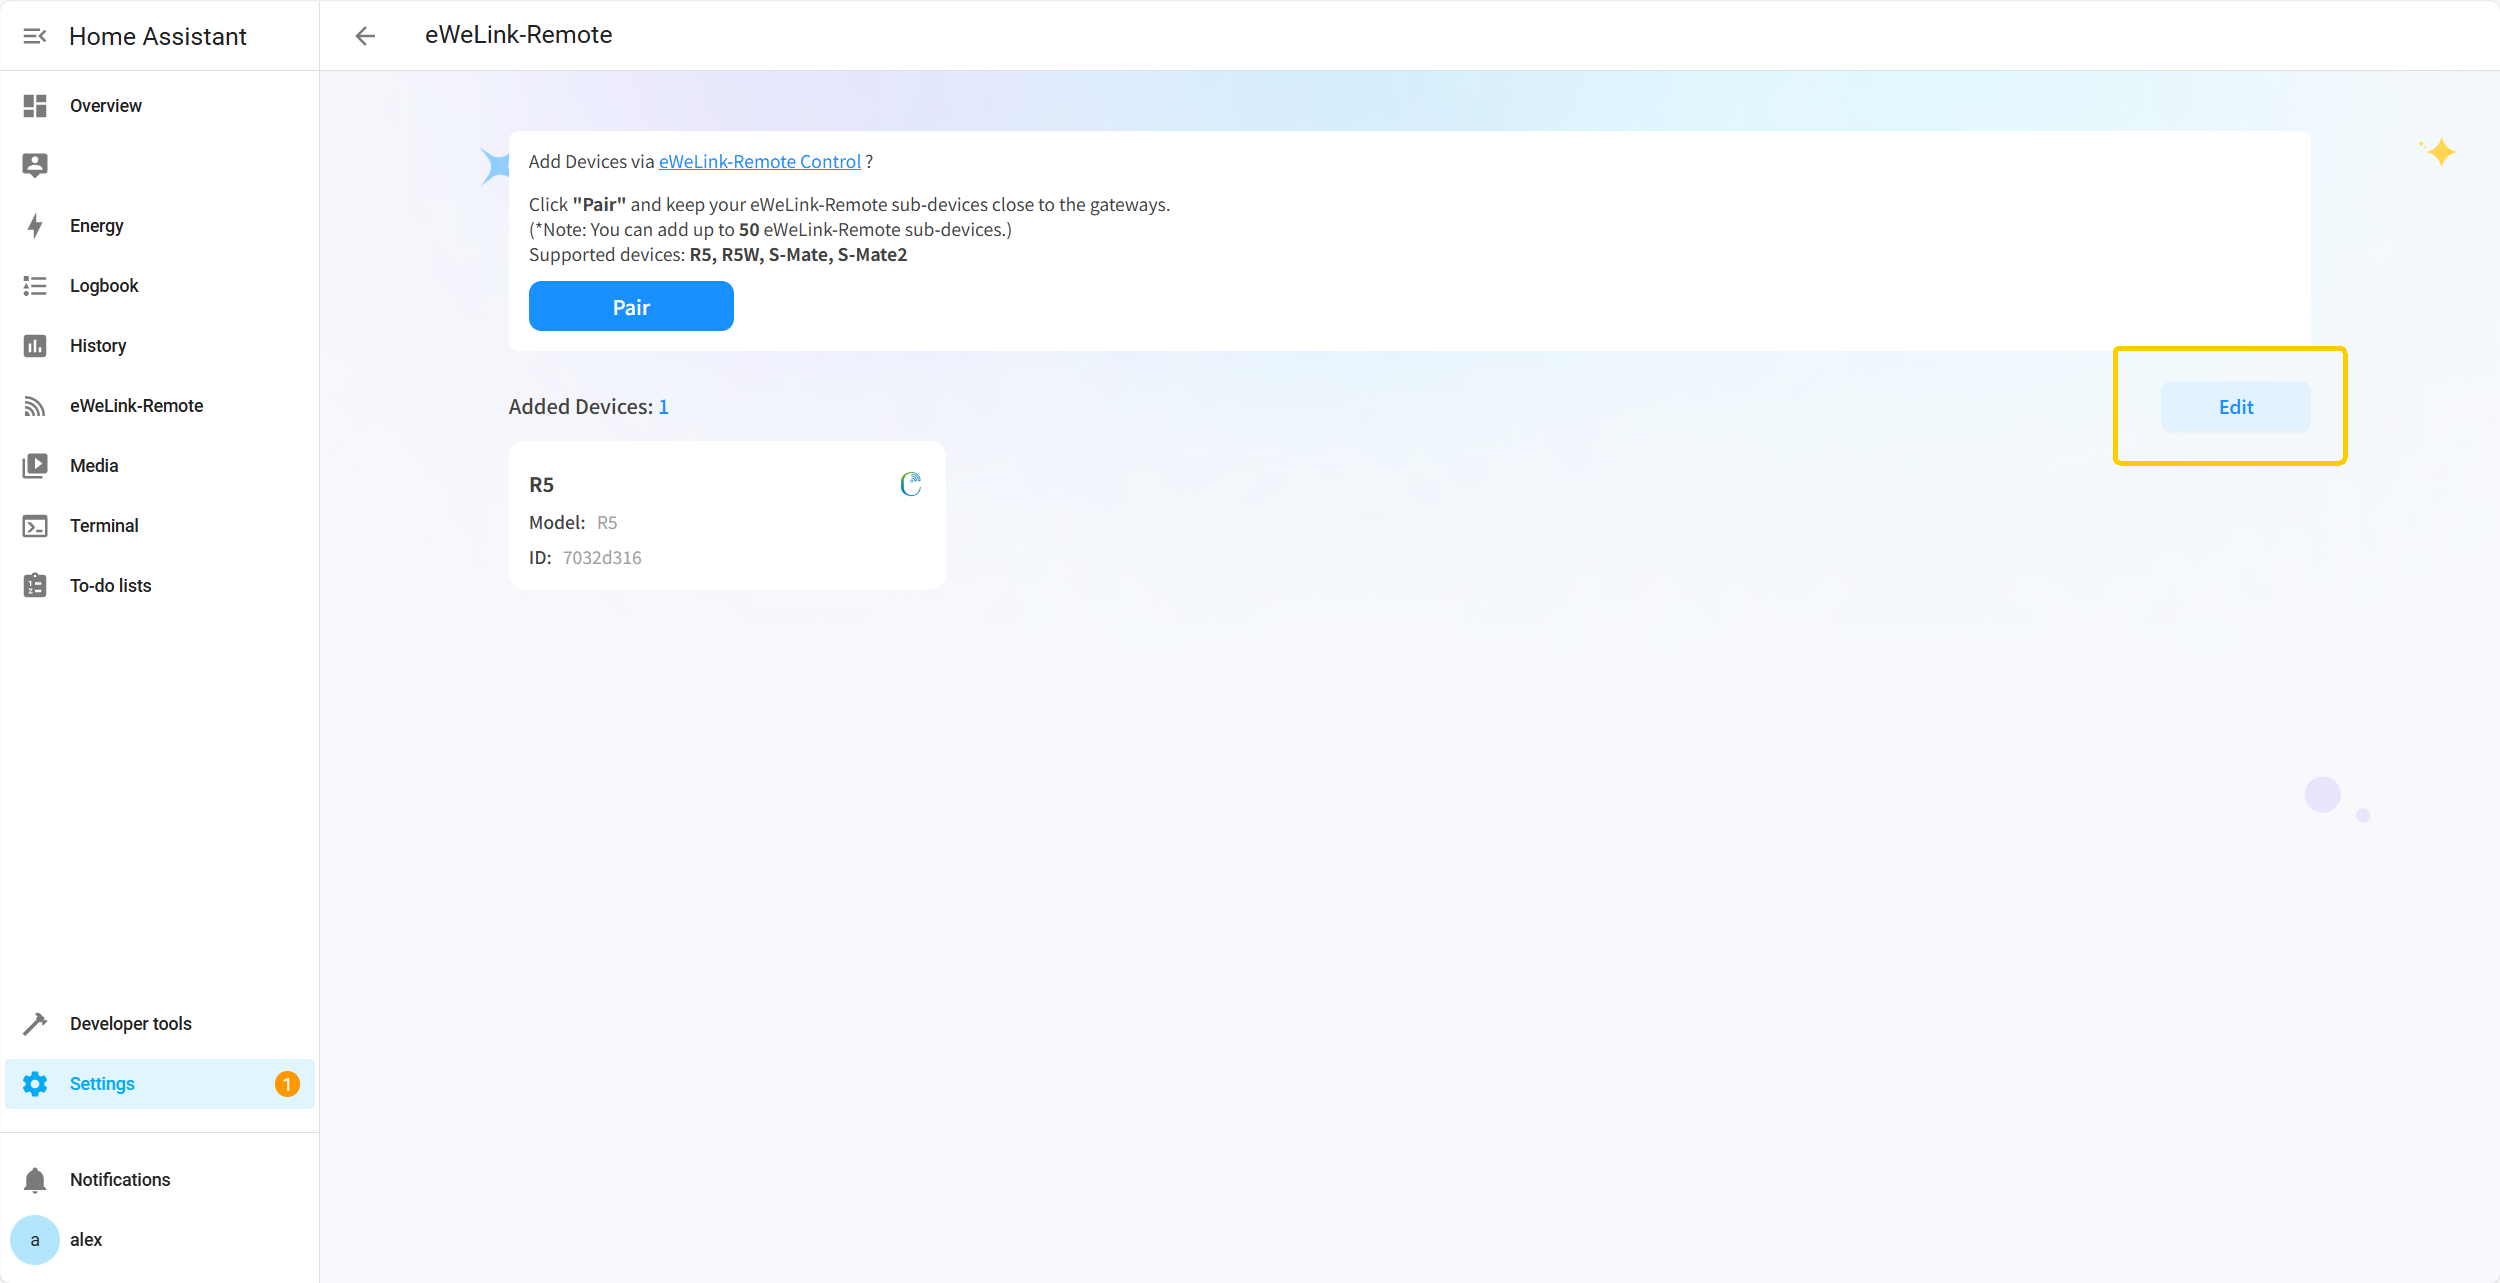 Home Assistant
Overview
Energy
Logbook
History
eWeLink-Remote
Media
Terminal
To-do lists
Developer tools
Settings
1
Notifications
a
alex
eWeLink-Remote
Add Devices via eWeLink-Remote Control ?
Click "Pair" and keep your eWeLink-Remote sub-devices close to the gateways.
(*Note: You can add up to 50 eWeLink-Remote sub-devices.)
Supported devices: R5, R5W, S-Mate, S-Mate2
Pair
Added Devices: 1
Edit
R5
Model: R5
ID: 7032d316